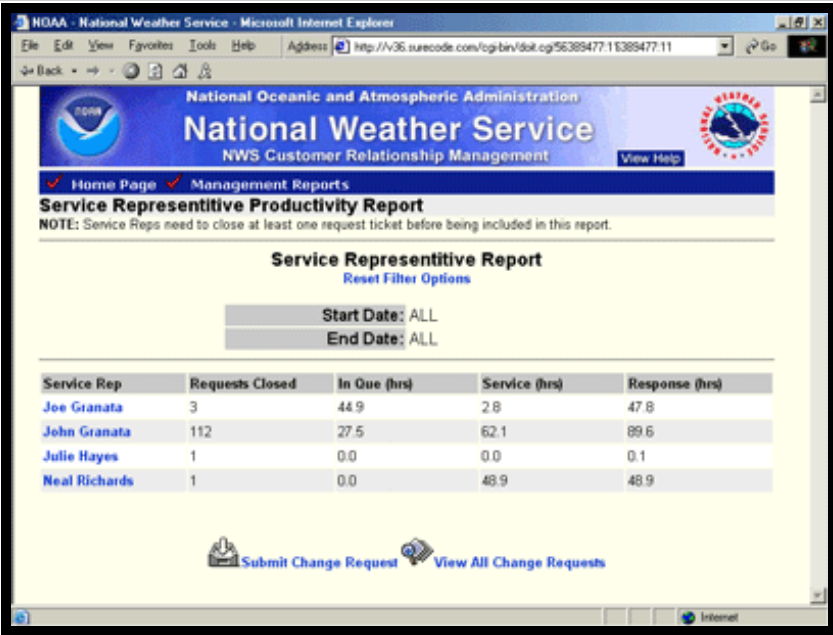 NOAA - National Weather Service - Microsoft Internet Explorer
File Edit View Favorites Tools Help Address http://v36.surecode.com/cgi-bin/doit.cgi/56389477:11 Go
Back
NOAA
National Oceanic and Atmospheric Administration
National Weather Service
NWS Customer Relationship Management View Help
Home Page Management Reports
Service Representitive Productivity Report
NOTE: Service Reps need to close at least one request ticket before being included in this report.
Service Representitive Report
Reset Filter Options
Start Date: ALL
End Date: ALL
Service Rep Requests Closed In Que (hrs) Service (hrs) Response (hrs)
Joe Granata 3 44.9 2.8 47.8
John Granata 112 27.5 62.1 89.6
Julie Hayes 1 0.0 0.0 0.1
Neal Richards 1 0.0 48.9 48.9
Submit Change Request View All Change Requests
Internet